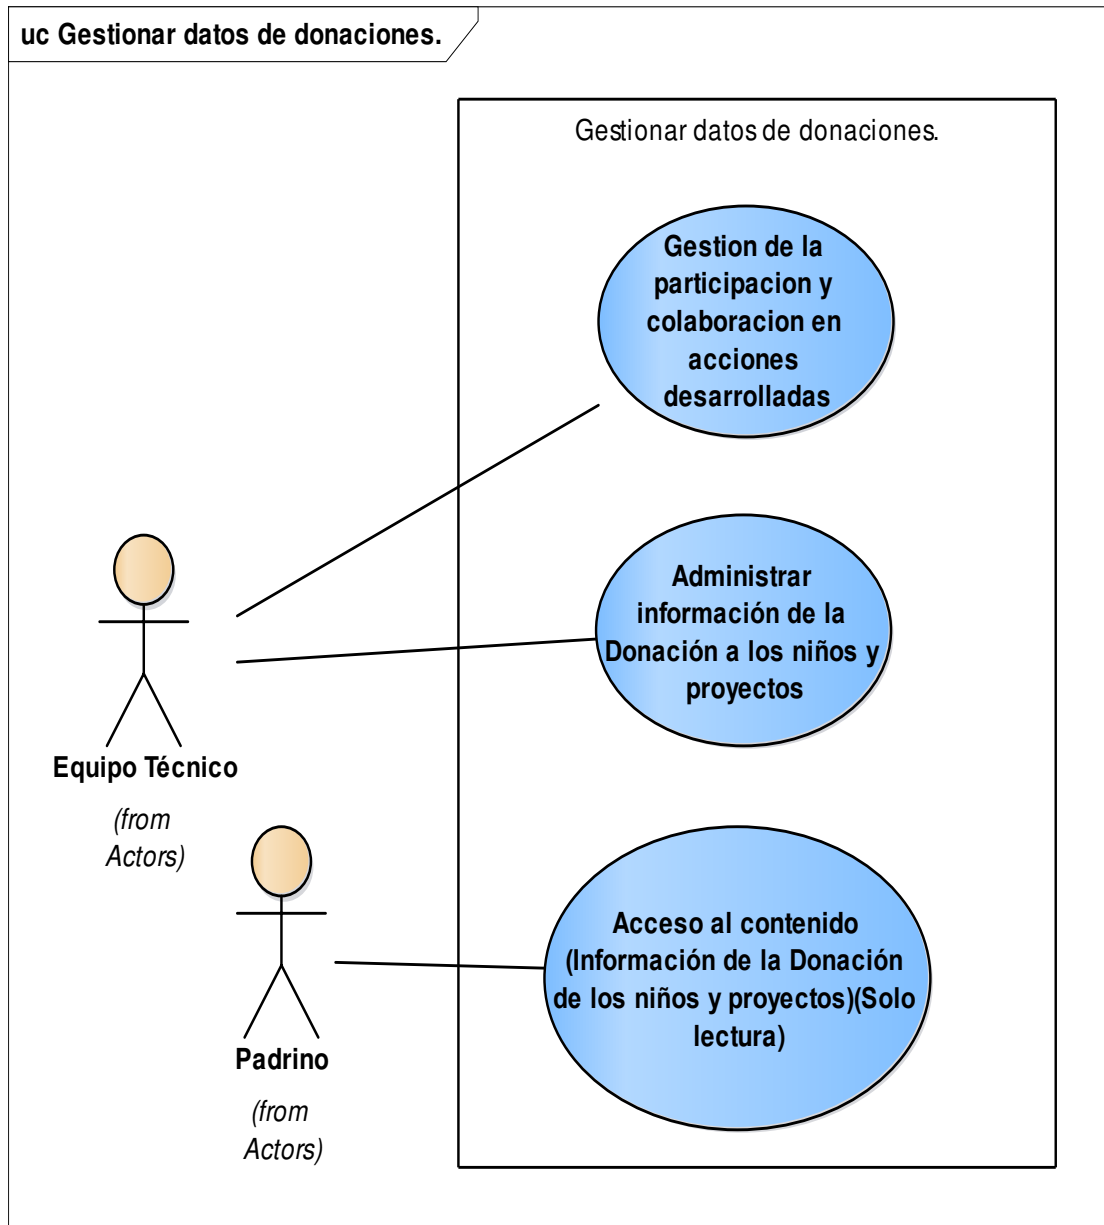 uc Gestionar datos de donaciones.
Gestionar datos de donaciones.
Gestion de la
participacion y
colaboracion en
acciones
desarrolladas
Administrar
información de la
Donación a los niños y
proyectos
Equipo Técnico
(from
Actors)
Acceso al contenido
(Información de la Donación
de los niños y proyectos)(Solo
lectura)
Padrino
(from
Actors)